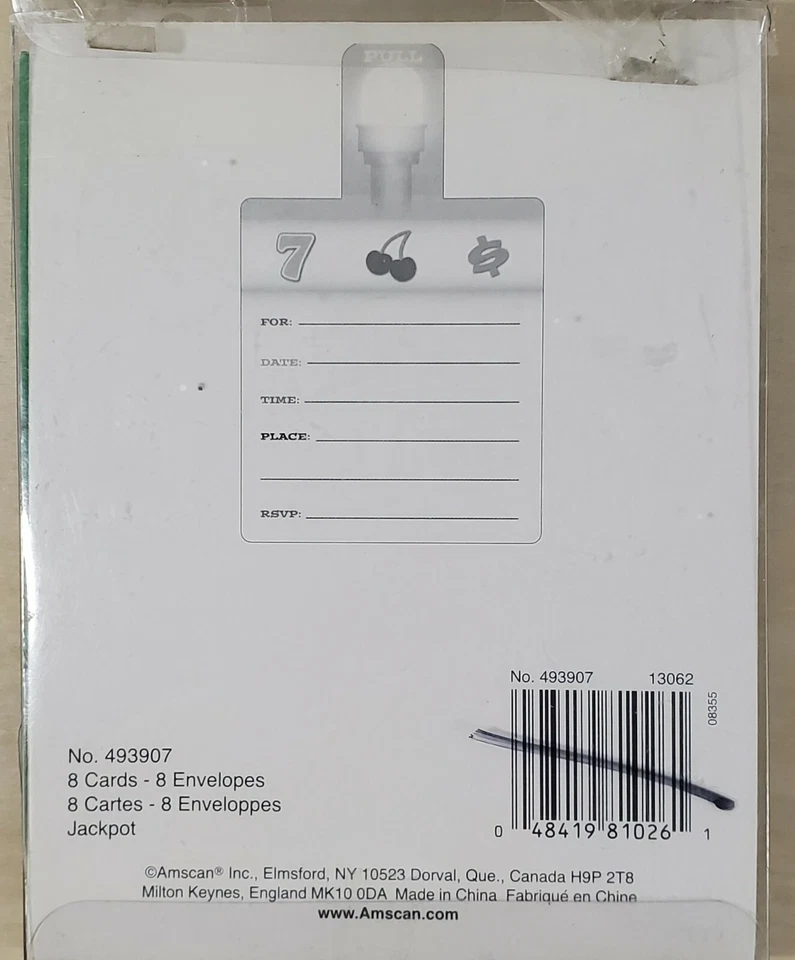 PULL
7 $
FOR:
DATE:
TIME:
PLACE:
RSVP:
No. 493907 13062
08355
0 48419 81026 1
No. 493907
8 Cards - 8 Envelopes
8 Cartes - 8 Enveloppes
Jackpot
©Amscan® Inc., Elmsford, NY 10523 Dorval, Que., Canada H9P 2T8
Milton Keynes, England MK10 0DA Made in China Fabriqué en Chine
www.Amscan.com